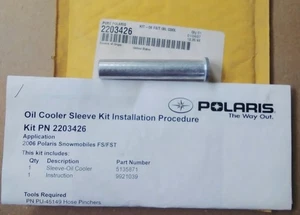 2203426
Oil Cooler Sleeve Kit Installation Procedure
Kit PN 2203426
POLARIS
The Way Out.
Application
2006 Polaris Snowmobiles FS/FST
This kit includes:
Qty Description Part Number
1 Sleeve-Oil Cooler 5135871
1 Instruction 9921039
Tools Required
PN PU-45149 Hose Pinchers